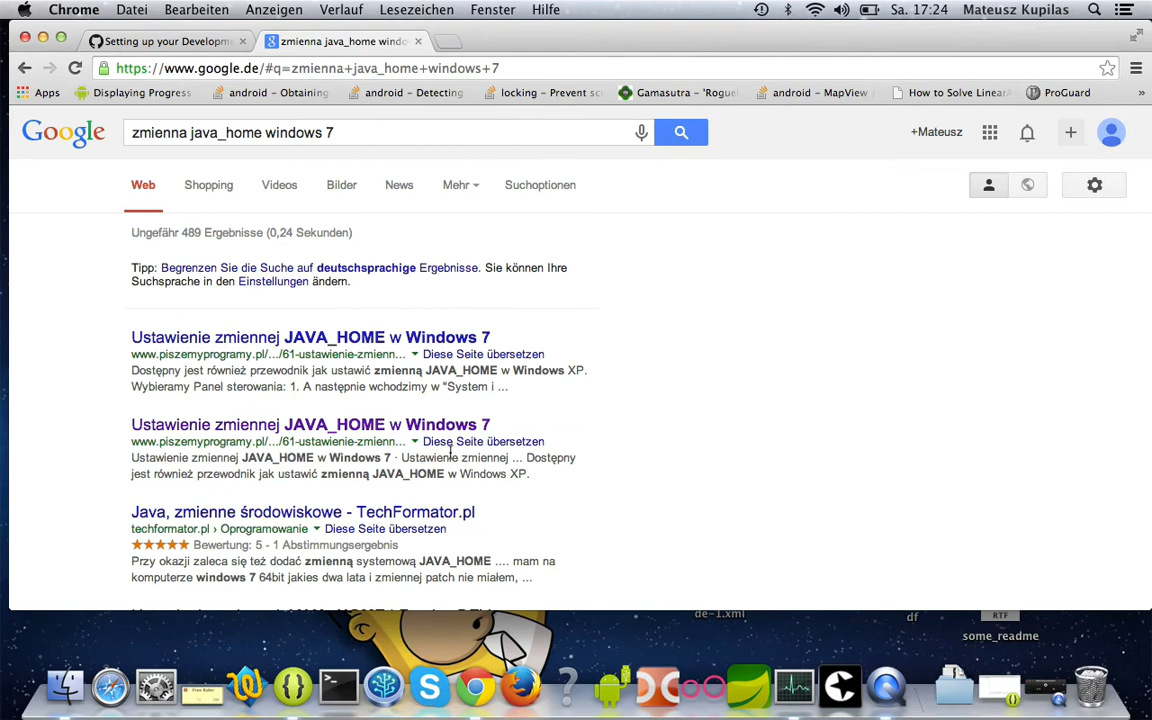 Chrome Datei Bearbeiten Anzeigen Verlauf Lesezeichen Fenster Hilfe Sa. 17:24 Mateusz Kupilas
Setting up your Developme zmienna java_home windo
https://www.google.de/#q=zmienna+java_home+windows+7
Apps Displaying Progress android – Obtaining android – Detecting locking – Prevent sc Gamasutra - 'Rogue android – MapView How to Solve Linear ProGuard »
Google zmienna java_home windows 7 +Mateusz
Web Shopping Videos Bilder News Mehr Suchoptionen
Ungefähr 489 Ergebnisse (0,24 Sekunden)
Tipp: Begrenzen Sie die Suche auf deutschsprachige Ergebnisse. Sie können Ihre
Suchsprache in den Einstellungen ändern.
Ustawienie zmiennej JAVA_HOME w Windows 7
www.piszemyprogramy.pl/.../61-ustawienie-zmienn... Diese Seite übersetzen
Dostępny jest również przewodnik jak ustawić zmienną JAVA_HOME w Windows XP.
Wybieramy Panel sterowania: 1. A następnie wchodzimy w "System i ...
Ustawienie zmiennej JAVA_HOME w Windows 7
www.piszemyprogramy.pl/.../61-ustawienie-zmienn... Diese Seite übersetzen
Ustawienie zmiennej JAVA_HOME w Windows 7 · Ustawienie zmiennej ... Dostępny
jest również przewodnik jak ustawić zmienną JAVA_HOME w Windows XP.
Java, zmienne środowiskowe - TechFormator.pl
techformator.pl › Oprogramowanie Diese Seite übersetzen
Bewertung: 5 - 1 Abstimmungsergebnis
Przy okazji zaleca się też dodać zmienną systemową JAVA_HOME .... mam na
komputerze windows 7 64bit jakies dwa lata i zmiennej patch nie miałem, ...
de-1.xml df RTF
some_readme